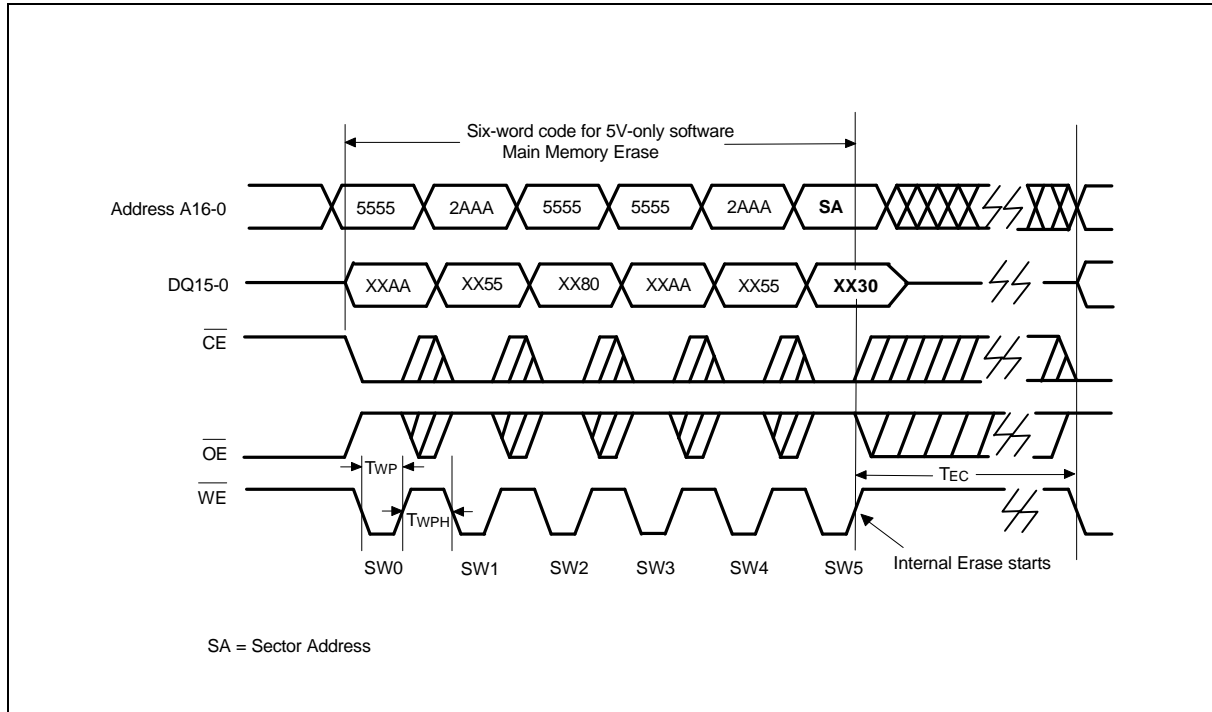 Six-word code for 5V-only software
Main Memory Erase
Address A16-0
5555 2AAA 5555 5555 2AAA SA
DQ15-0
XXAA XX55 XX80 XXAA XX55 XX30
CE
OE
TWP
TEC
WE
TWPH
Internal Erase starts
SW0 SW1 SW2 SW3 SW4 SW5
SA = Sector Address